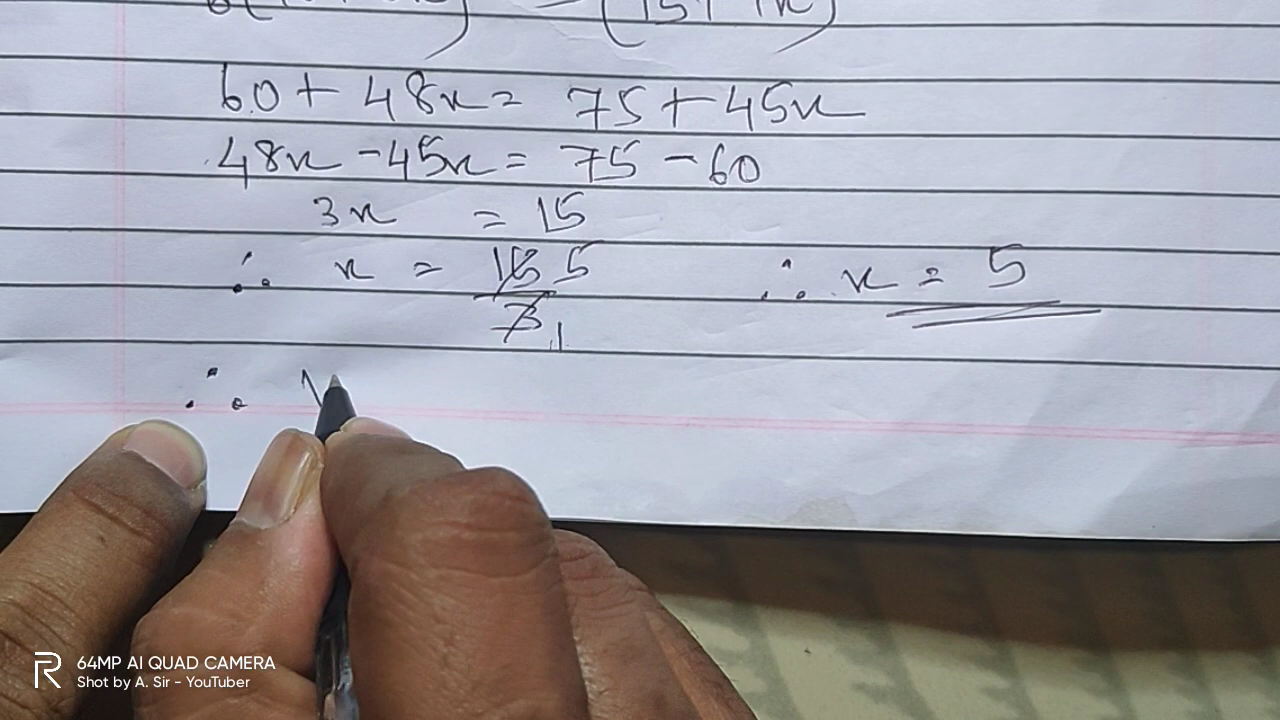 60 + 48x = 75 + 45x
48x - 45x = 75 - 60
3x = 15
∴ x = 15 5 ∴ x = 5
3 1
∴
64MP AI QUAD CAMERA
Shot by A. Sir - YouTuber